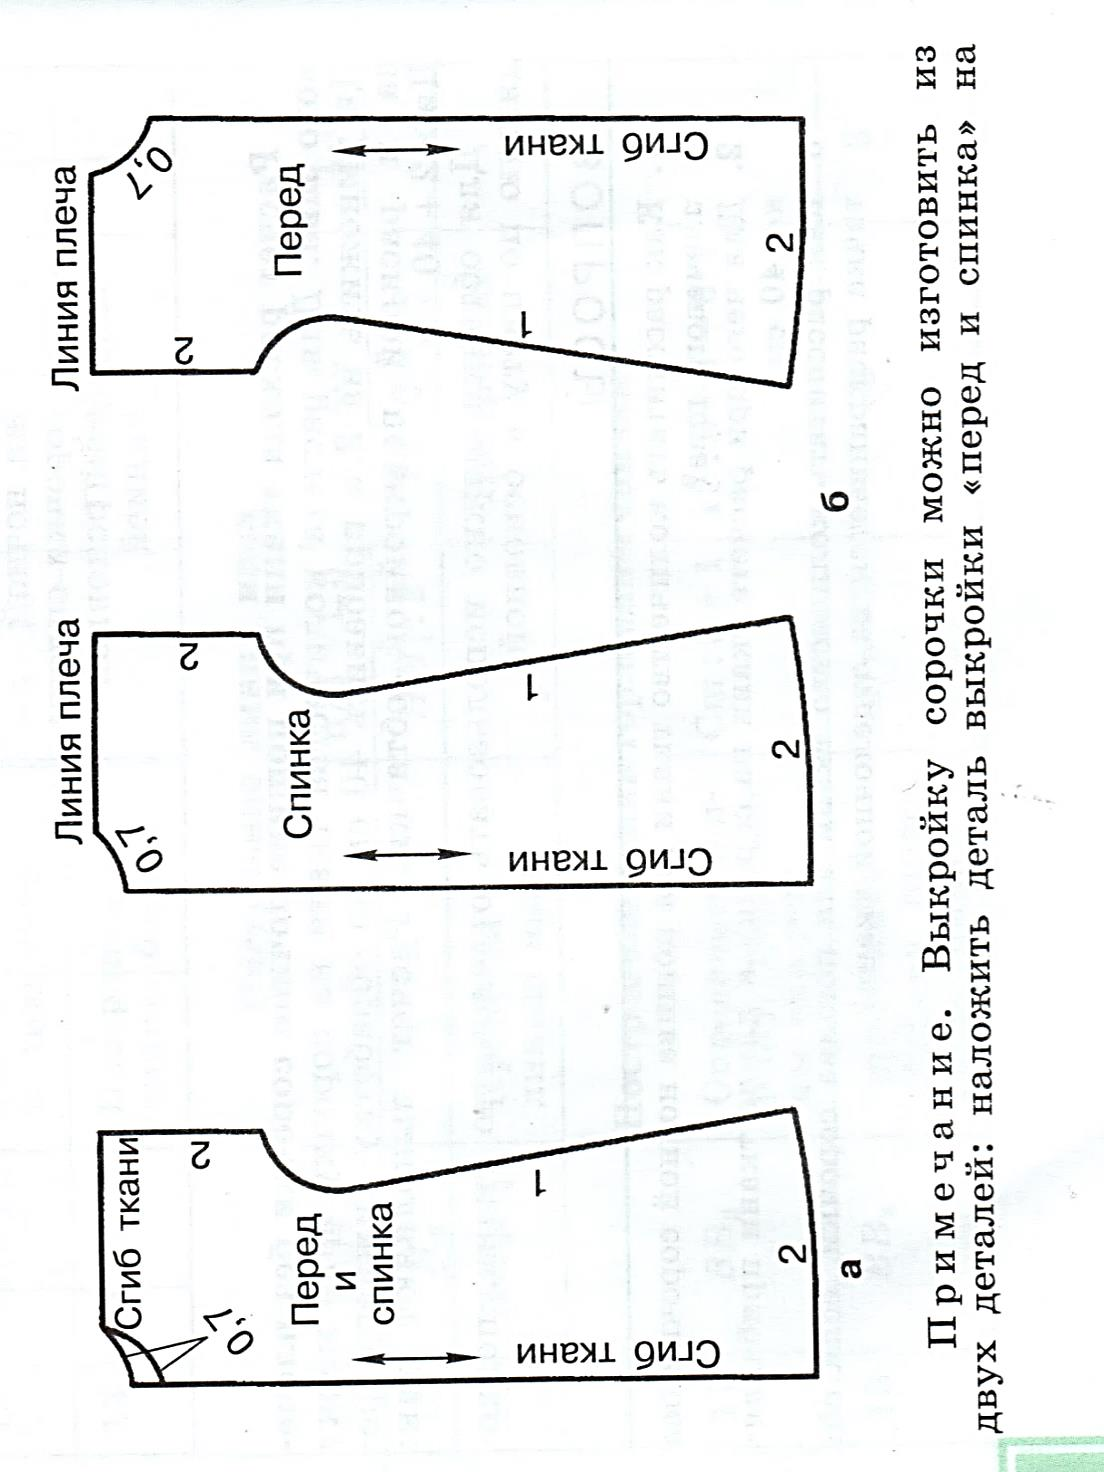 Сгиб ткани
0,7
2
Перед
и
спинка
1
Сгиб ткани
2
а
Линия плеча
0,7
2
Спинка
1
Сгиб ткани
2
Линия плеча
2
0,7
Перед
1
Сгиб ткани
2
б
Примечание. Выкройку сорочки можно изготовить из
двух деталей: наложить деталь выкройки «перед и спинка» на